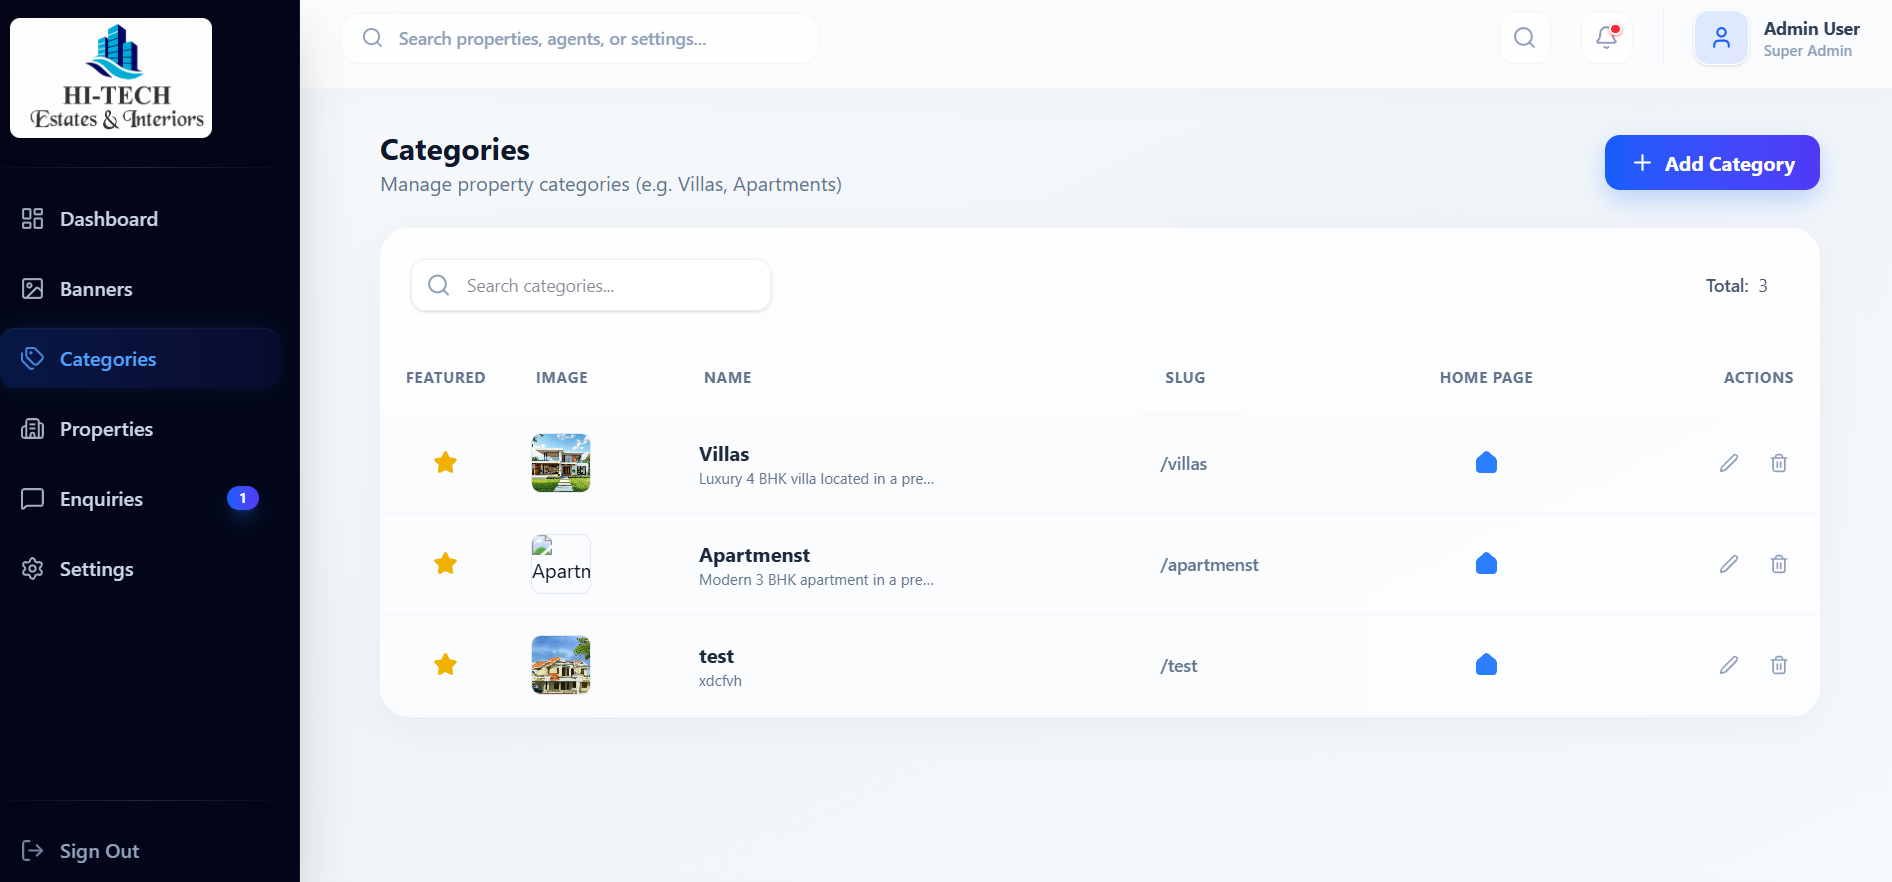 HI-TECH
Estates & Interiors
Search properties, agents, or settings...
Admin User
Super Admin
Dashboard
Banners
Categories
Properties
Enquiries 1
Settings
Sign Out
Categories
Manage property categories (e.g. Villas, Apartments)
Add Category
Search categories...
Total: 3
FEATURED IMAGE NAME SLUG HOME PAGE ACTIONS
Villas
Luxury 4 BHK villa located in a pre...
/villas
Apartm
Apartmenst
Modern 3 BHK apartment in a pre...
/apartmenst
test
xdcfvh
/test